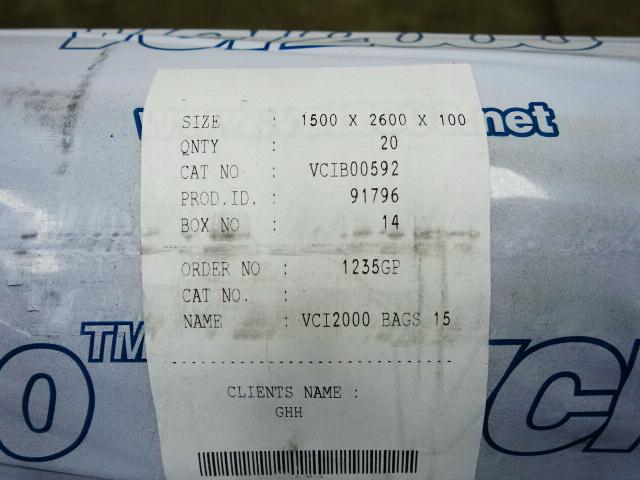 VCI2000
.net
SIZE : 1500 X 2600 X 100
QNTY : 20
CAT NO : VCIB00592
PROD.ID. : 91796
BOX NO : 14
ORDER NO : 1235GP
CAT NO. :
NAME : VCI2000 BAGS 15
TM
CLIENTS NAME :
GHH